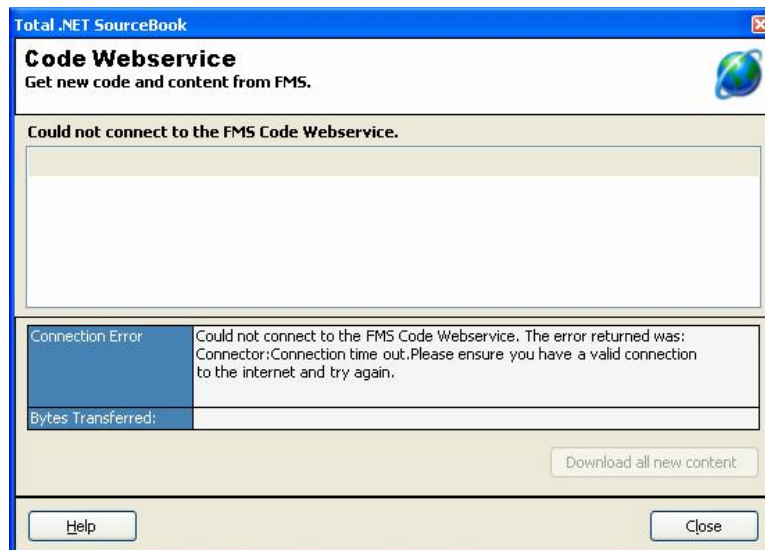 Total .NET SourceBook
Code Webservice
Get new code and content from FMS.
Could not connect to the FMS Code Webservice.
Connection Error
Could not connect to the FMS Code Webservice. The error returned was:
Connector:Connection time out.Please ensure you have a valid connection
to the internet and try again.
Bytes Transferred:
Download all new content
Help
Close